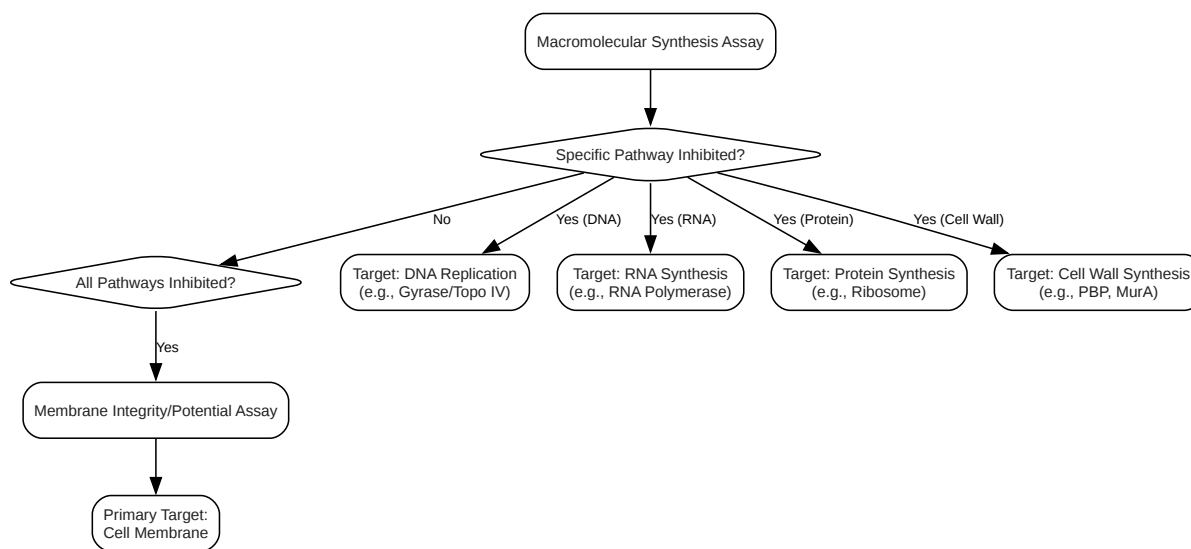 Macromolecular Synthesis Assay
Specific Pathway Inhibited?
No
Yes (DNA)
Yes (RNA)
Yes (Protein)
Yes (Cell Wall)
All Pathways Inhibited?
Target: DNA Replication
(e.g., Gyrase/Topo IV)
Target: RNA Synthesis
(e.g., RNA Polymerase)
Target: Protein Synthesis
(e.g., Ribosome)
Target: Cell Wall Synthesis
(e.g., PBP, MurA)
Yes
Membrane Integrity/Potential Assay
Primary Target:
Cell Membrane